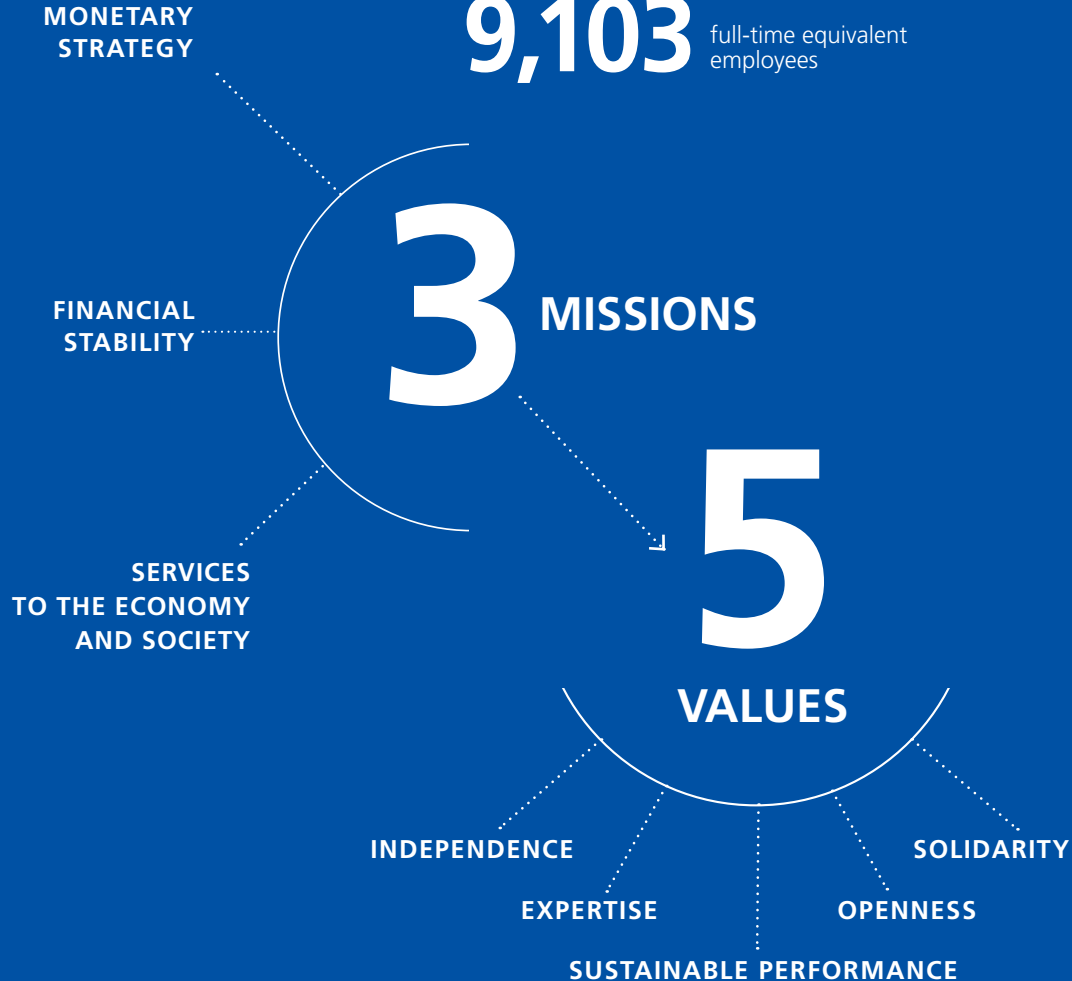 MONETARY
STRATEGY
9,103 full-time equivalent
employees
3 MISSIONS
FINANCIAL
STABILITY
SERVICES
TO THE ECONOMY
AND SOCIETY
5
VALUES
INDEPENDENCE
EXPERTISE
SUSTAINABLE PERFORMANCE
OPENNESS
SOLIDARITY